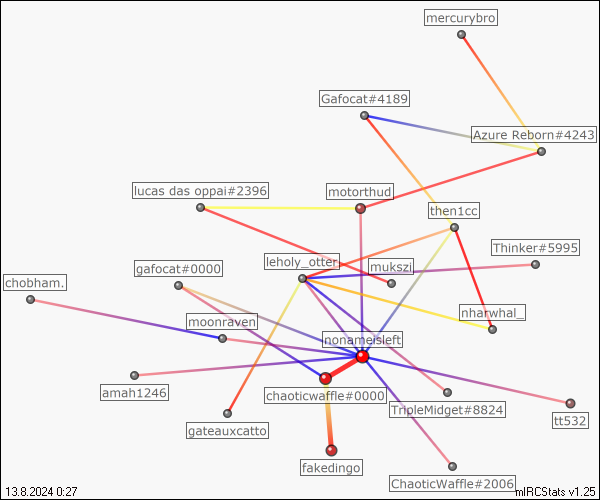 mercurybro
Gafocat#4189
Azure Reborn#4243
lucas das oppai#2396
motorthud
then1cc
Thinker#5995
leholy_otter
mukszi
gafocat#0000
chobham.
nharwhal_
moonraven
nonameisleft
amah1246
chaoticwaffle#0000
TripleMidget#8824
tt532
gateauxcatto
fakedingo
ChaoticWaffle#2006
13.8.2024 0:27
mIRCStats v1.25